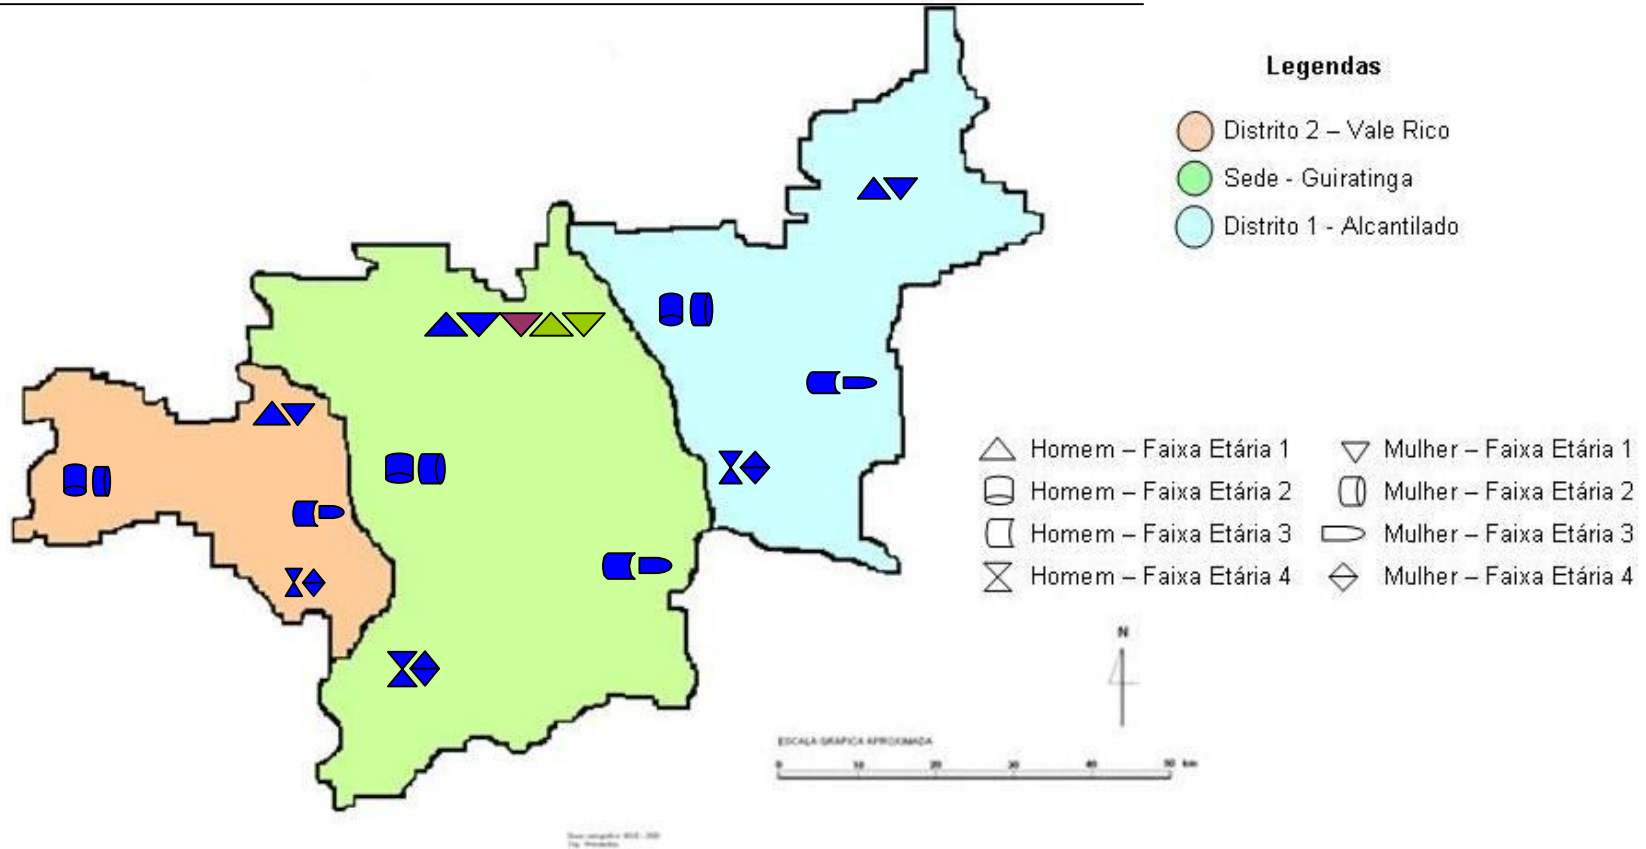 Legendas
Distrito 2 – Vale Rico
Sede - Guiratinga
Distrito 1 - Alcantilado
Homem – Faixa Etária 1
Mulher – Faixa Etária 1
Homem – Faixa Etária 2
Mulher – Faixa Etária 2
Homem – Faixa Etária 3
Mulher – Faixa Etária 3
Homem – Faixa Etária 4
Mulher – Faixa Etária 4
N
ESCALA GRÁFICA APROXIMADA
0 10 20 30 40 50 km